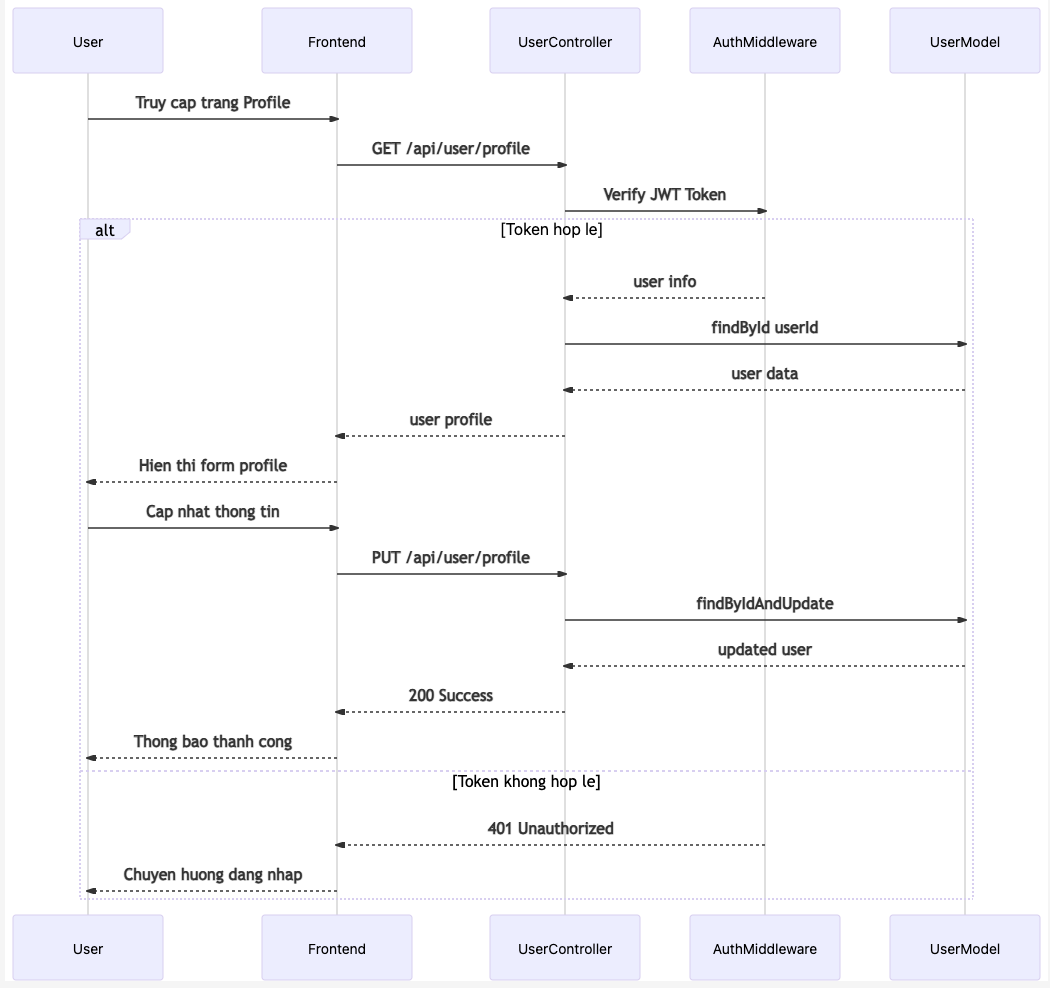 User
Frontend
UserController
AuthMiddleware
UserModel
Truy cap trang Profile
GET /api/user/profile
Verify JWT Token
alt
[Token hop le]
user info
findById userId
user data
user profile
Hien thi form profile
Cap nhat thong tin
PUT /api/user/profile
findByIdAndUpdate
updated user
200 Success
Thong bao thanh cong
[Token khong hop le]
401 Unauthorized
Chuyen huong dang nhap
User
Frontend
UserController
AuthMiddleware
UserModel